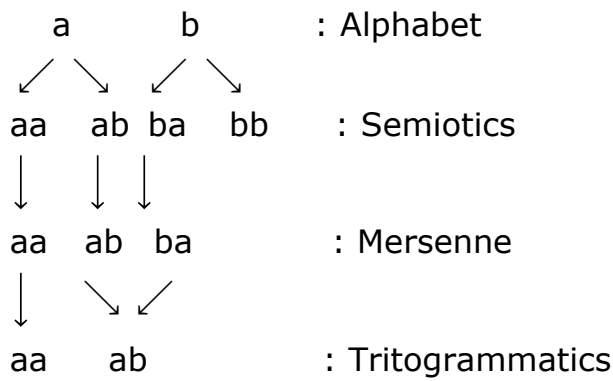 a b : Alphabet
aa ab ba bb : Semiotics
aa ab ba : Mersenne
aa ab : Tritogrammatics